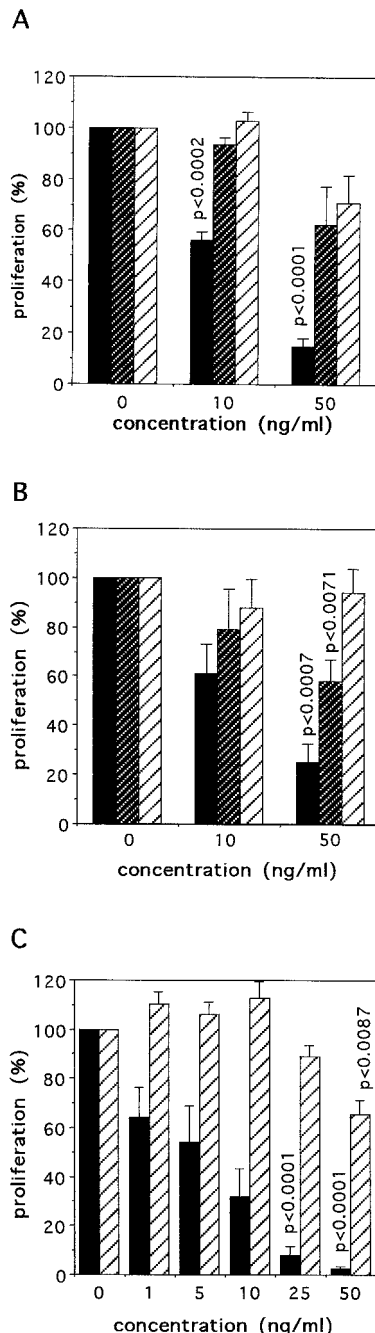 A
120
100
80
60
40
20
0
proliferation (%)
p<0.0002
p<0.0001
0 10 50
concentration (ng/ml)
B
120
100
80
60
40
20
0
proliferation (%)
p<0.0007
p<0.0071
0 10 50
concentration (ng/ml)
C
120
100
80
60
40
20
0
proliferation (%)
p<0.0001
p<0.0001
p<0.0087
0 1 5 10 25 50
concentration (ng/ml)